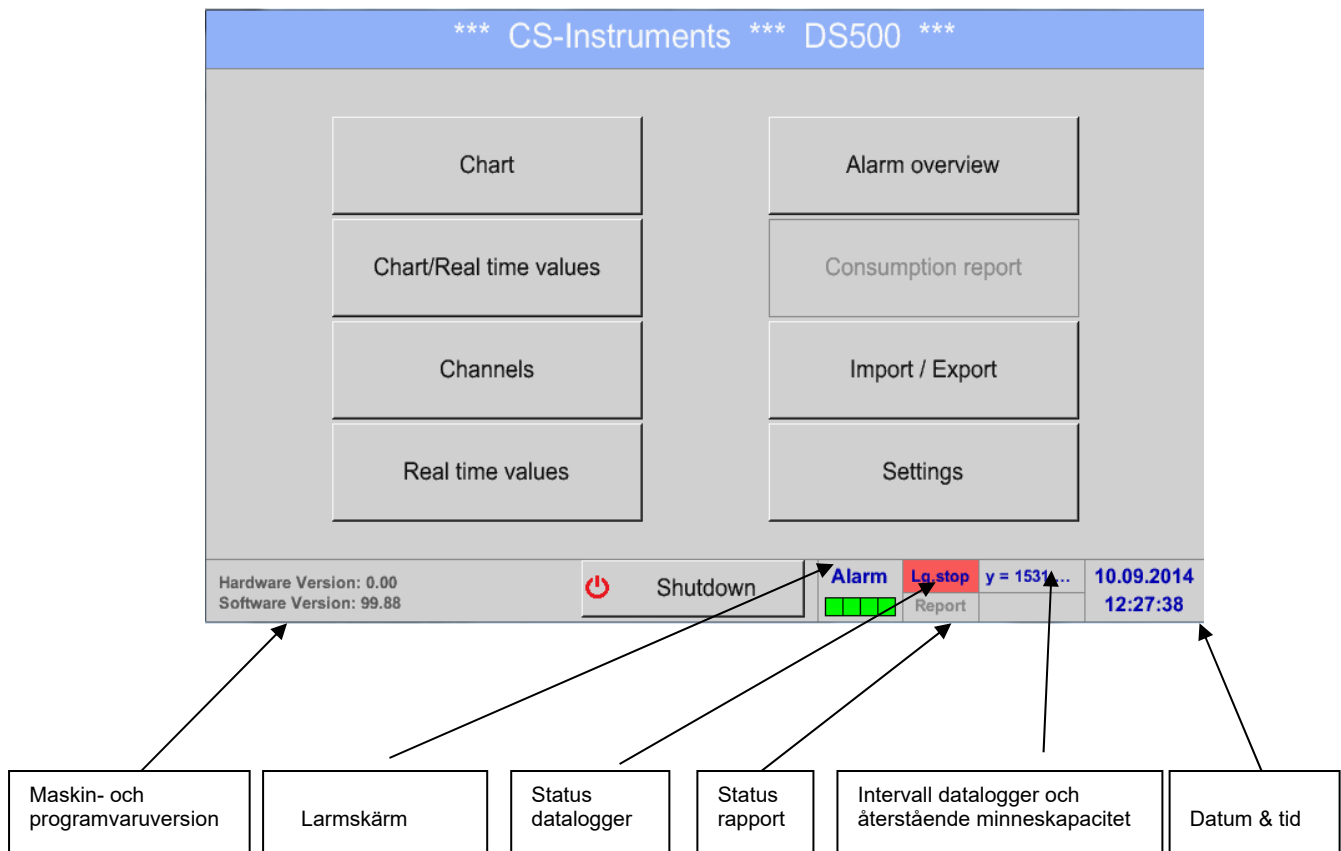 *** CS-Instruments *** DS500 ***
Chart
Alarm overview
Chart/Real time values
Consumption report
Channels
Import / Export
Real time values
Settings
Hardware Version: 0.00
Software Version: 99.88
Shutdown
Alarm
Lg.stop
y = 1531...
Report
10.09.2014
12:27:38
Maskin- och
programvaruversion
Larmskärm
Status
datalogger
Status
rapport
Intervall datalogger och
återstående minneskapacitet
Datum & tid